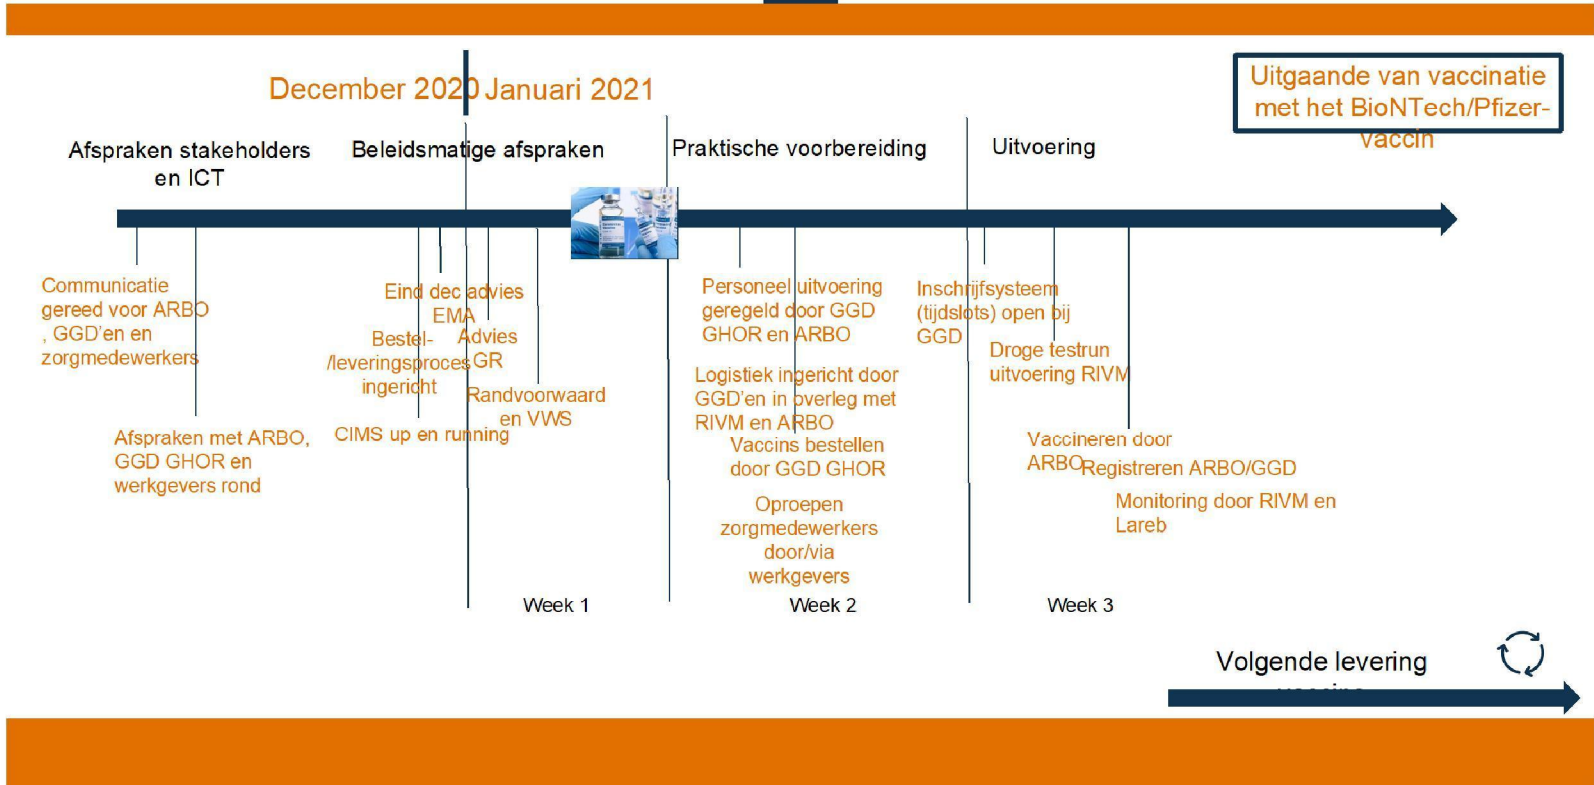 December 2020
Januari 2021
Uitgaande van vaccinatie
met het BioNTech/Pfizer-
vaccin
Afspraken stakeholders
en ICT
Beleidsmatige afspraken
Praktische voorbereiding
Uitvoering
Communicatie
gereed voor ARBO
, GGD'en en
zorgmedewerkers
Afspraken met ARBO,
GGD GHOR en
werkgevers rond
Eind dec advies
EMA
Bestel-
/leveringsproces
ingericht
CIMS up en running
Advies
GR
Randvoorwaard
en VWS
Personeel uitvoering
geregeld door GGD
GHOR en ARBO
Logistiek ingericht door
GGD'en in overleg met
RIVM en ARBO
Vaccins bestellen
door GGD GHOR
Oproepen
zorgmedewerkers
door/via
werkgevers
Inschrijfsysteem
(tijdslots) open bij
GGD
Droge testrun
uitvoering RIVM
Vaccineren door
ARBO
Registreren ARBO/GGD
Monitoring door RIVM en
Lareb
Week 1
Week 2
Week 3
Volgende levering